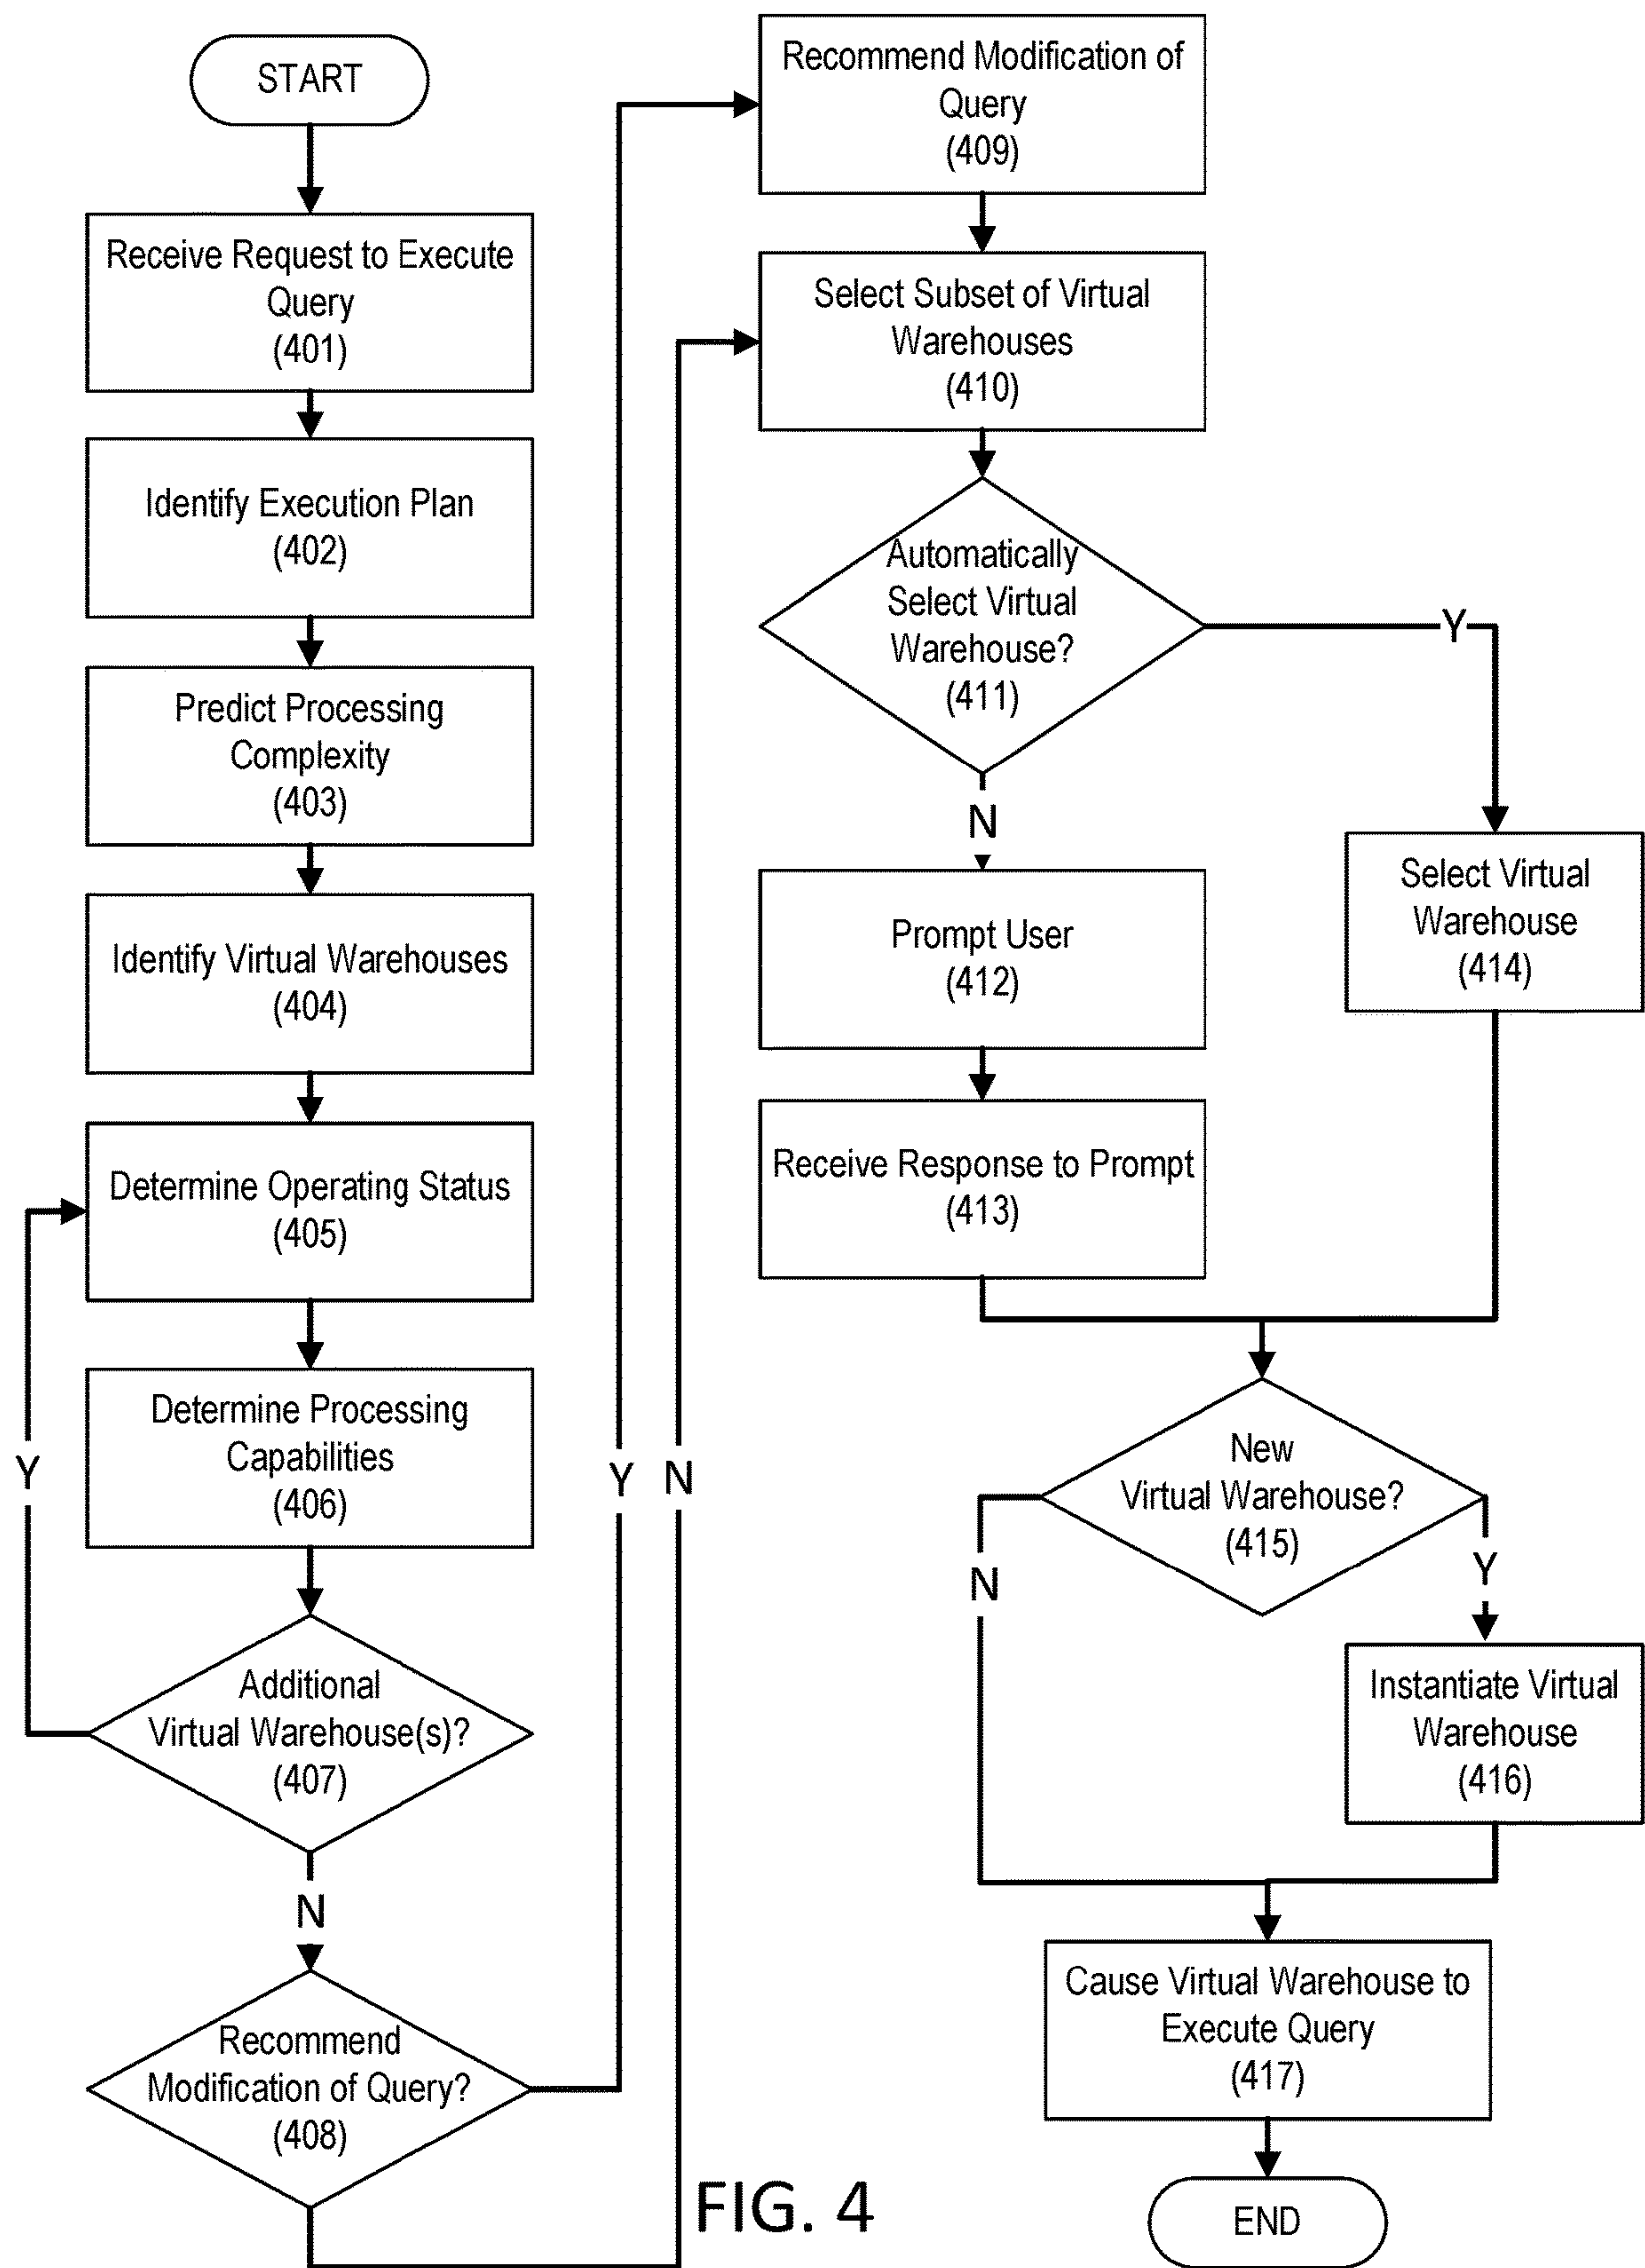 START
Receive Request to Execute
Query
(401)
Identify Execution Plan
(402)
Predict Processing
Complexity
(403)
Identify Virtual Warehouses
(404)
Determine Operating Status
(405)
Determine Processing
Capabilities
(406)
Y
Additional
Virtual Warehouse(s)?
(407)
N
Recommend
Modification of Query?
(408)
Y
N
Recommend Modification of
Query
(409)
Select Subset of Virtual
Warehouses
(410)
Automatically
Select Virtual
Warehouse?
(411)
Y
N
Prompt User
(412)
Receive Response to Prompt
(413)
Select Virtual
Warehouse
(414)
New
Virtual Warehouse?
(415)
N
Y
Instantiate Virtual
Warehouse
(416)
Cause Virtual Warehouse to
Execute Query
(417)
END
FIG. 4